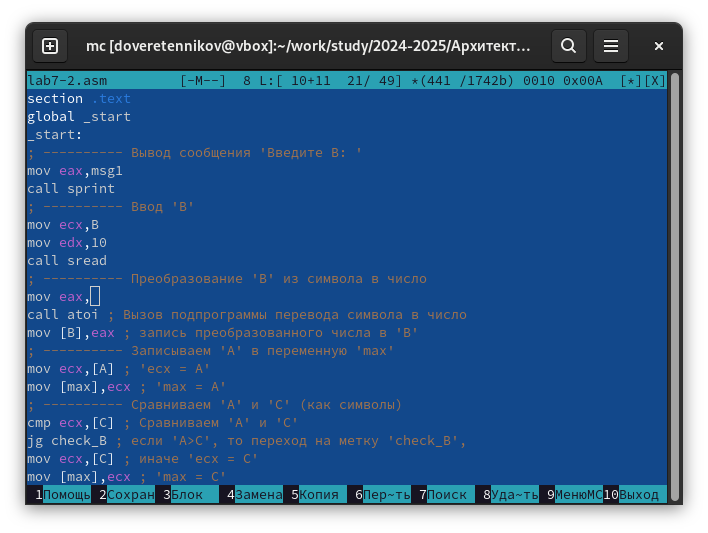 mc [doveretennikov@vbox]:~/work/study/2024-2025/Архитект...
lab7-2.asm [-M--] 8 L:[ 10+11 21/ 49] *(441 /1742b) 0010 0x00A [*][X]
section .text
global _start
_start:
; ---------- Вывод сообщения 'Введите B: '
mov eax,msg1
call sprint
; ---------- Ввод 'B'
mov ecx,B
mov edx,10
call sread
; ---------- Преобразование 'B' из символа в число
mov eax,
call atoi ; Вызов подпрограммы перевода символа в число
mov [B],eax ; запись преобразованного числа в 'B'
; ---------- Записываем 'A' в переменную 'max'
mov ecx,[A] ; 'ecx = A'
mov [max],ecx ; 'max = A'
; ---------- Сравниваем 'A' и 'С' (как символы)
cmp ecx,[C] ; Сравниваем 'A' и 'С'
jg check_B ; если 'A>C', то переход на метку 'check_B',
mov ecx,[C] ; иначе 'ecx = C'
mov [max],ecx ; 'max = C'
1Помощь 2Сохран 3Блок 4Замена 5Копия 6Пер~ть 7Поиск 8Уда~ть 9МенюMC 10Выход